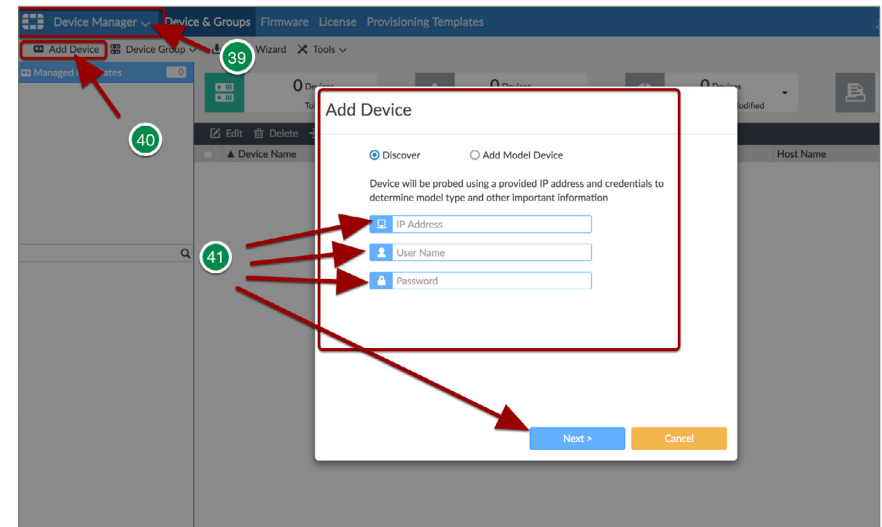 Device Manager Device & Groups Firmware License Provisioning Templates
Add Device Device Group Wizard Tools
39
Managed 0
0 0 0
Add Device
40
Edit Delete
Device Name Host Name
Discover Add Model Device
Device will be probed using a provided IP address and credentials to
determine model type and other important information
IP Address
41
User Name
Password
Next > Cancel